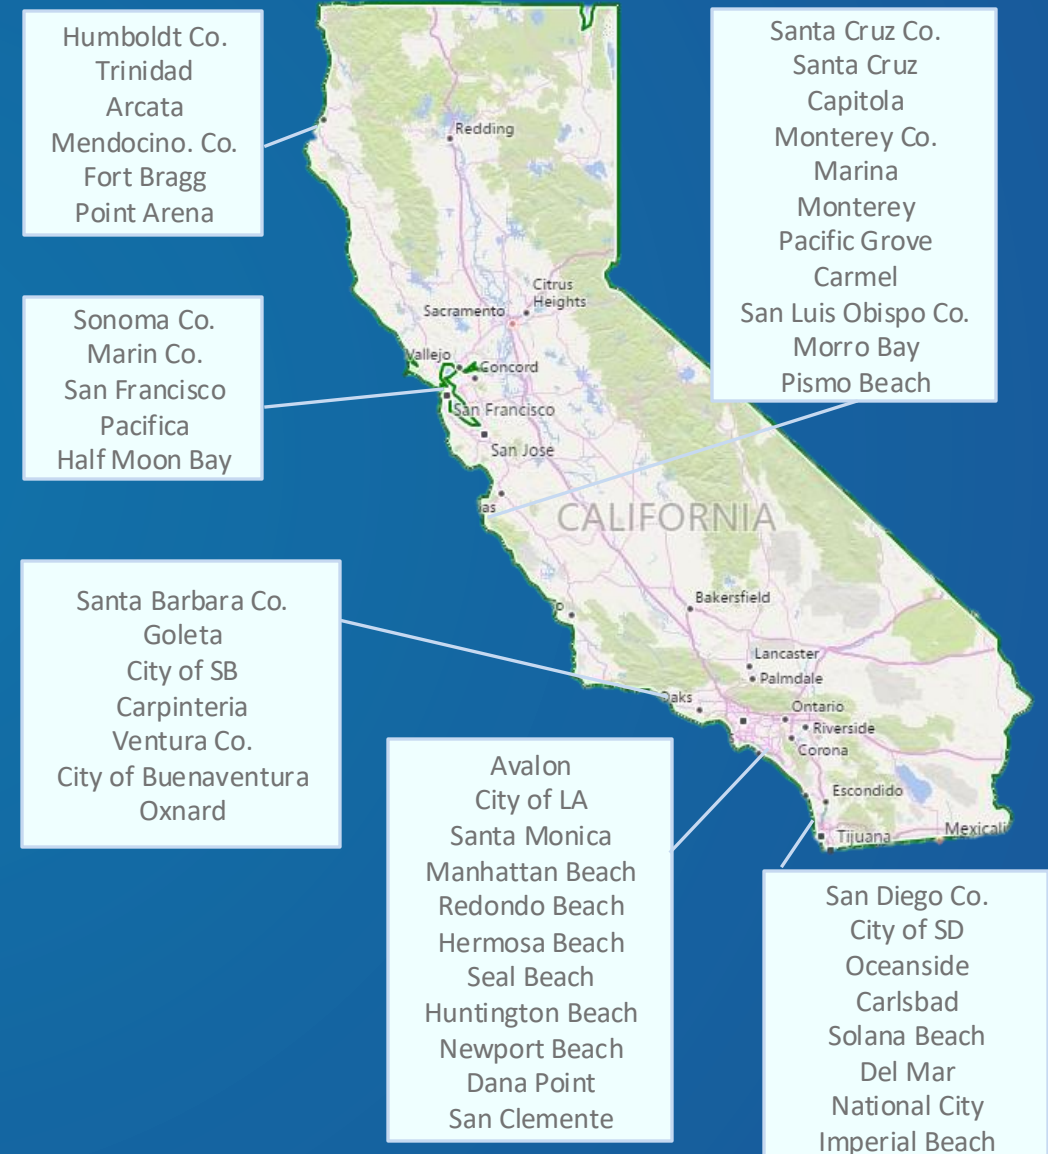 Humboldt Co.
Trinidad
Arcata
Mendocino. Co.
Fort Bragg
Point Arena
Sonoma Co.
Marin Co.
San Francisco
Pacifica
Half Moon Bay
Santa Cruz Co.
Santa Cruz
Capitola
Monterey Co.
Marina
Monterey
Pacific Grove
Carmel
San Luis Obispo Co.
Morro Bay
Pismo Beach
Redding
Citrus
Heights
Sacramento
Vallejo
Concord
San Francisco
San Jose
as
CALIFORNIA
Bakersfield
Lancaster
Palmdale
Oaks
Ontario
Riverside
Corona
Escondido
Tijuana
Mexicali
Santa Barbara Co.
Goleta
City of SB
Carpinteria
Ventura Co.
City of Buenaventura
Oxnard
Avalon
City of LA
Santa Monica
Manhattan Beach
Redondo Beach
Hermosa Beach
Seal Beach
Huntington Beach
Newport Beach
Dana Point
San Clemente
San Diego Co.
City of SD
Oceanside
Carlsbad
Solana Beach
Del Mar
National City
Imperial Beach